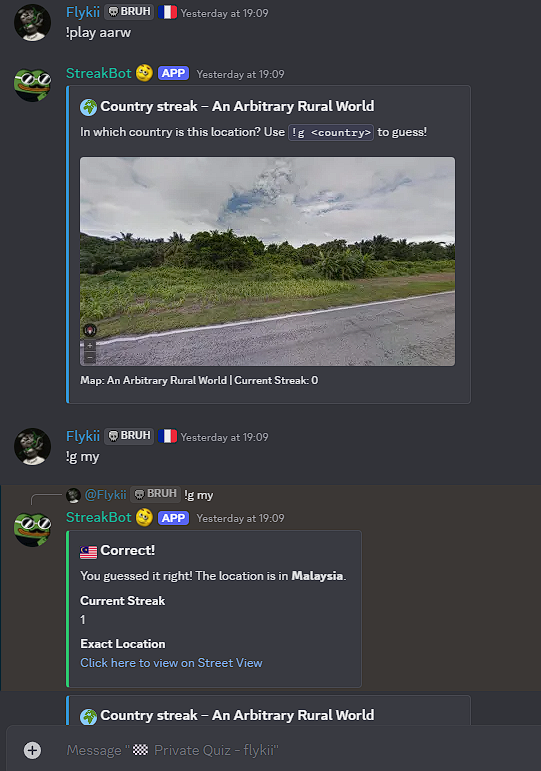 Flykii BRUH Yesterday at 19:09
!play aarw
StreakBot APP Yesterday at 19:09
Country streak – An Arbitrary Rural World
In which country is this location? Use !g <country> to guess!
Map: An Arbitrary Rural World | Current Streak: 0
Flykii BRUH Yesterday at 19:09
!g my
@Flykii BRUH !g my
StreakBot APP Yesterday at 19:09
Correct!
You guessed it right! The location is in Malaysia.
Current Streak
1
Exact Location
Click here to view on Street View
Country streak – An Arbitrary Rural World
Message " Private Quiz - flykii"